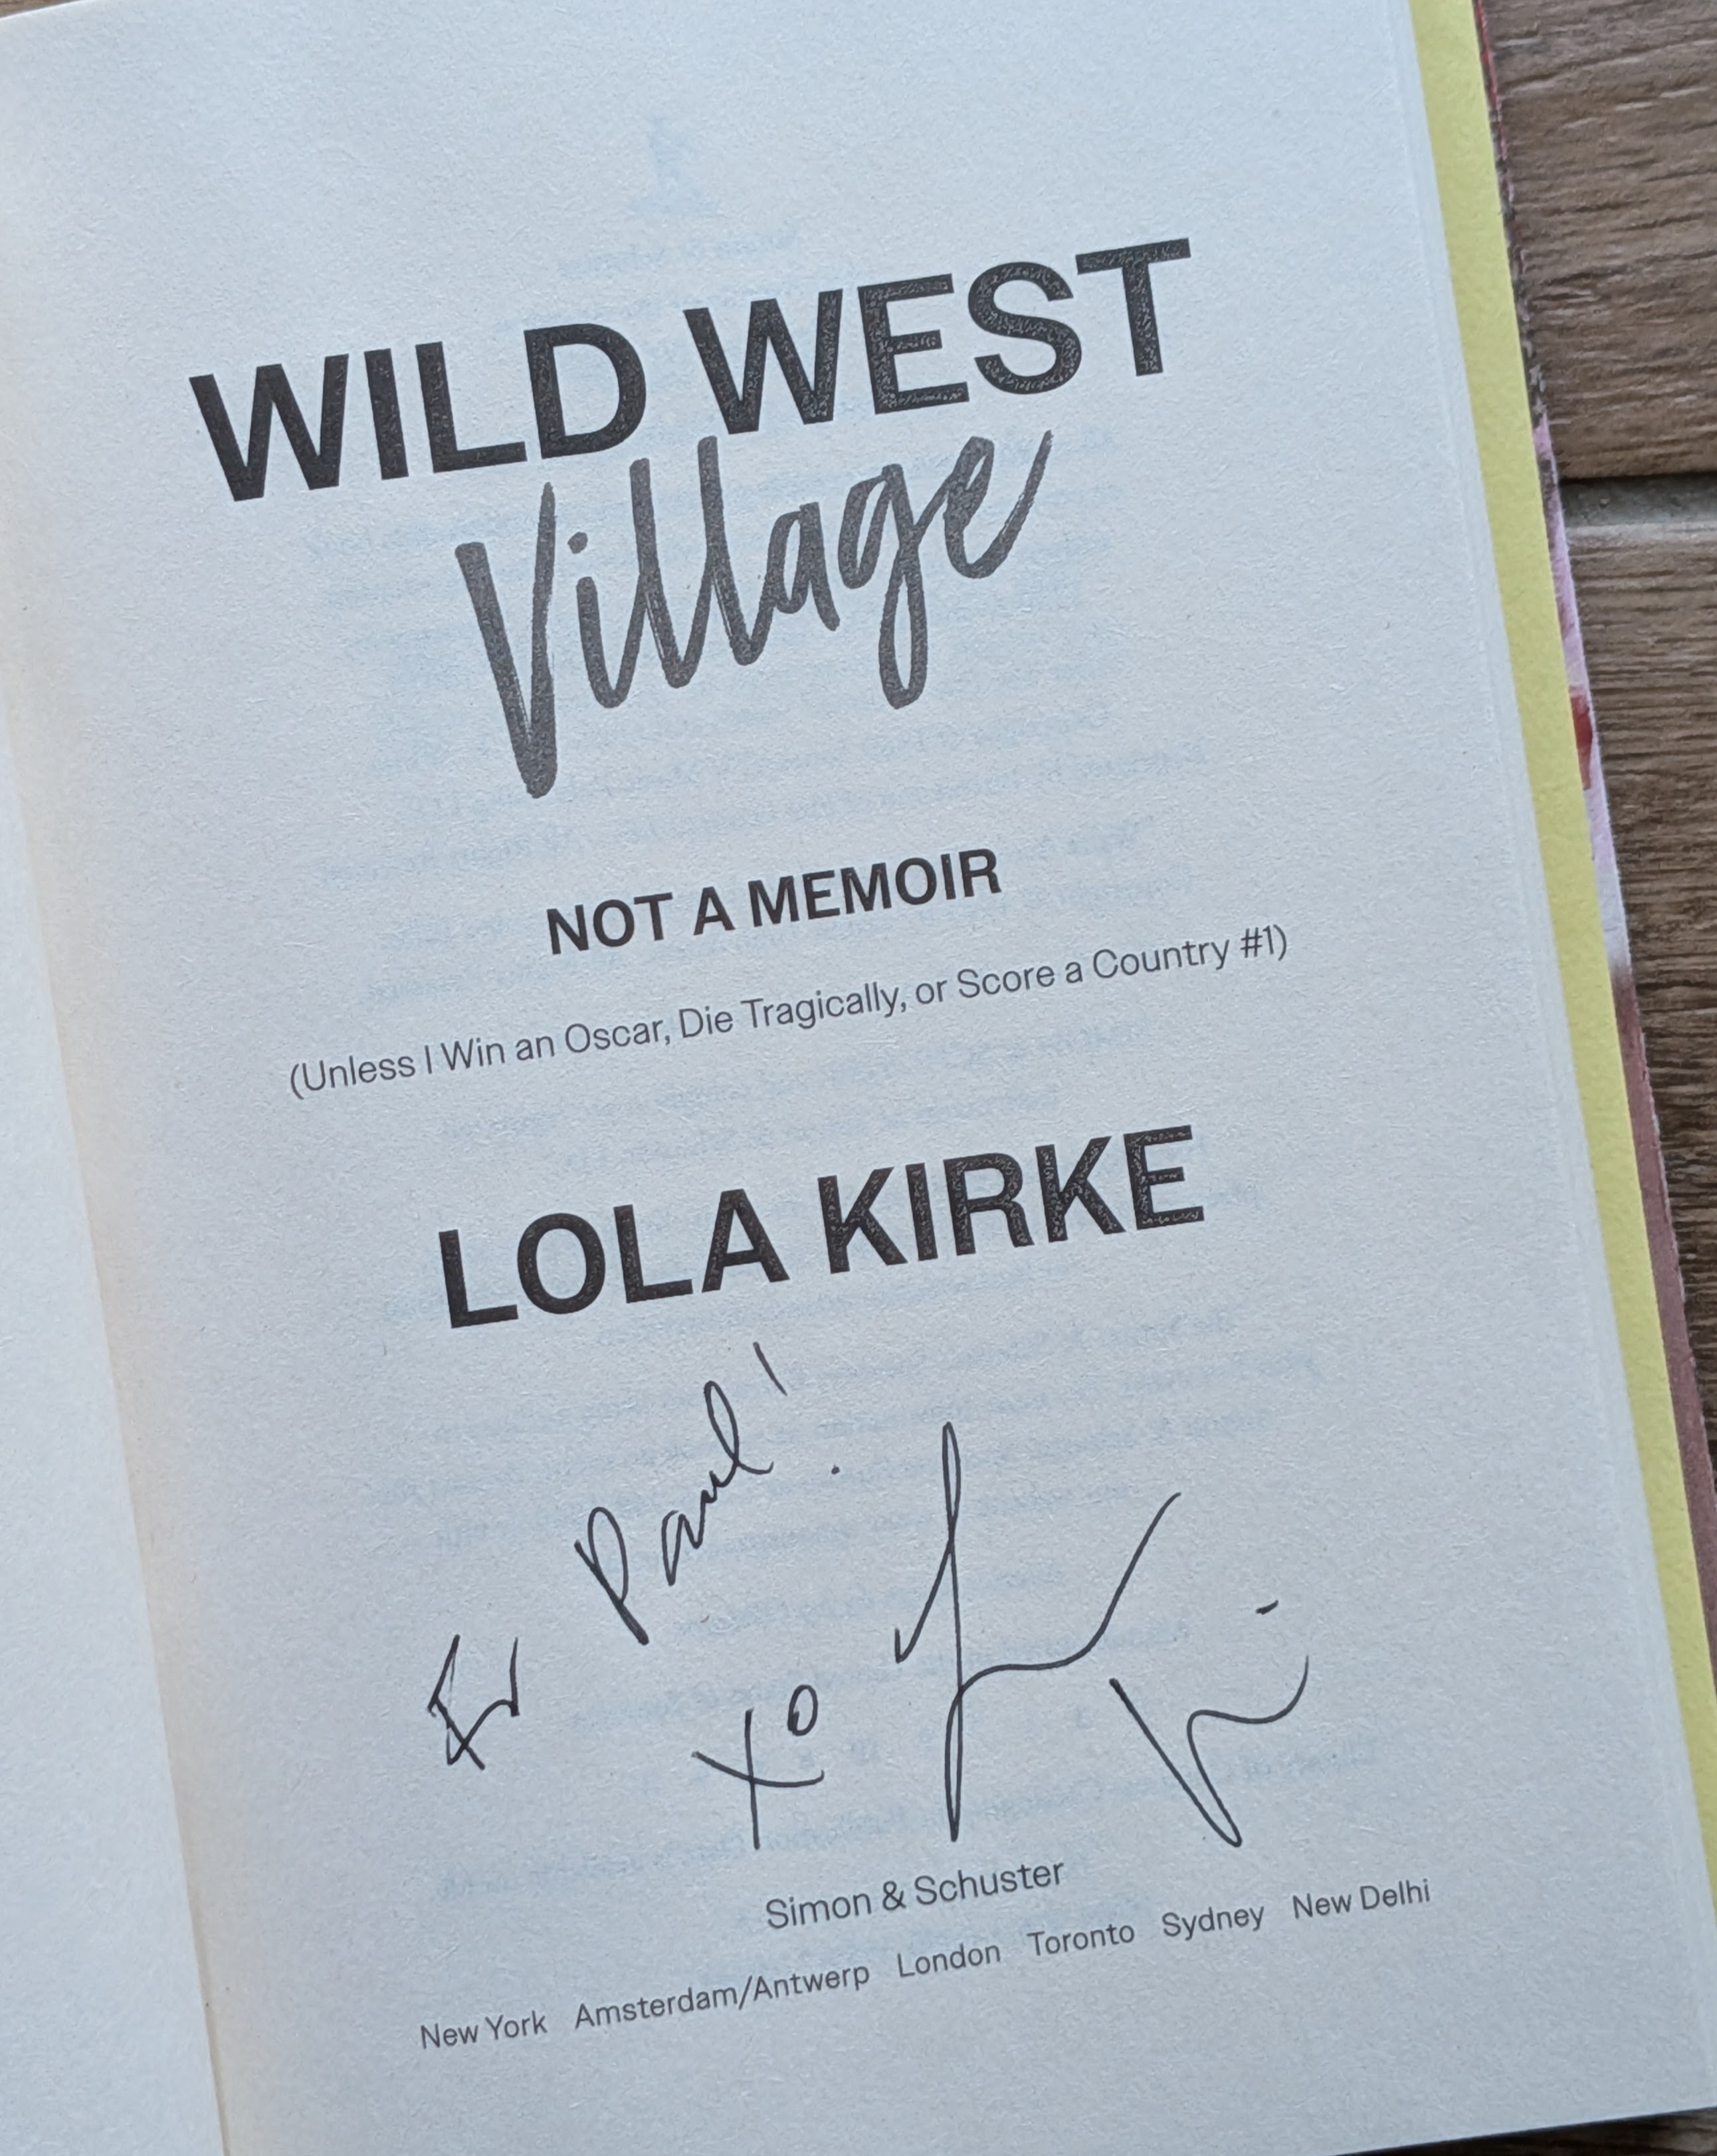 WILD WEST
Village
NOT A MEMOIR
(Unless I Win an Oscar, Die Tragically, or Score a Country #1)
LOLA KIRKE
For Paul!
xo
Simon & Schuster
New York Amsterdam/Antwerp London Toronto Sydney New Delhi